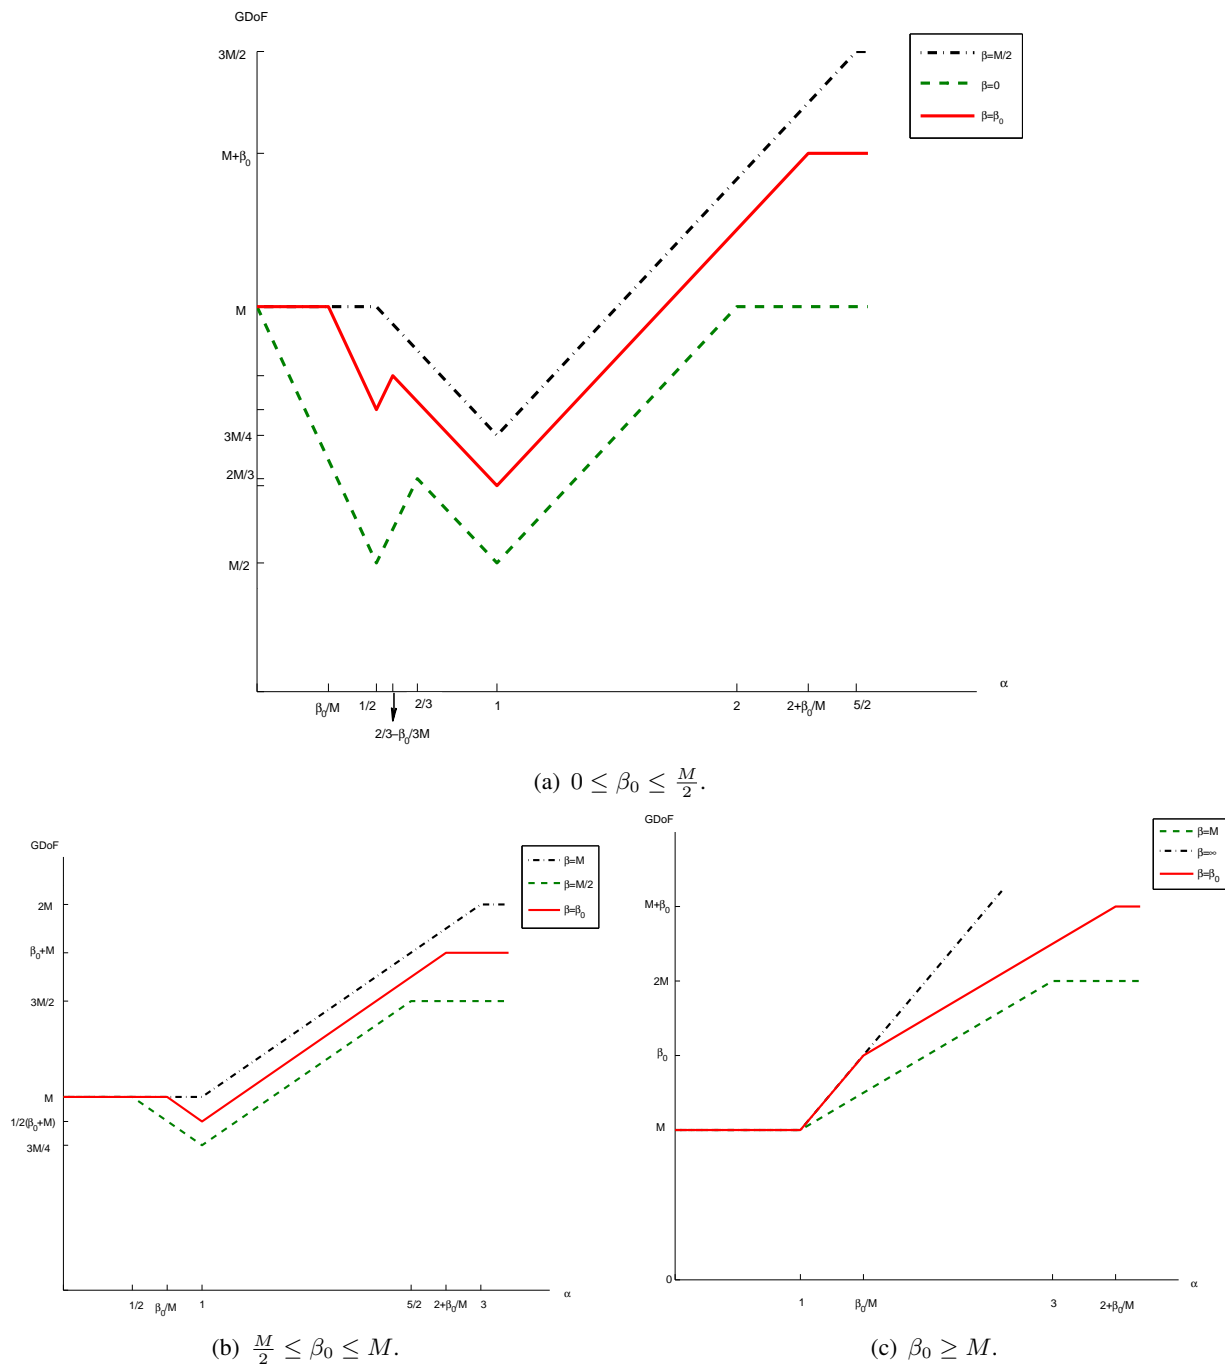 GDoF
3M/2
M+β₀
M
3M/4
2M/3
M/2
β=M/2
β=0
β=β₀
β₀/M
1/2
2/3
1
2
2+β₀/M
5/2
α
2/3−β₀/3M
(a) 0 ≤ β₀ ≤ M/2.
GDoF
2M
β₀+M
3M/2
M
1/2(β₀+M)
3M/4
β=M
β=M/2
β=β₀
1/2
β₀/M
1
5/2
2+β₀/M
3
α
(b) M/2 ≤ β₀ ≤ M.
GDoF
M+β₀
2M
β₀
M
0
β=M
β=∞
β=β₀
1
β₀/M
3
2+β₀/M
α
(c) β₀ ≥ M.